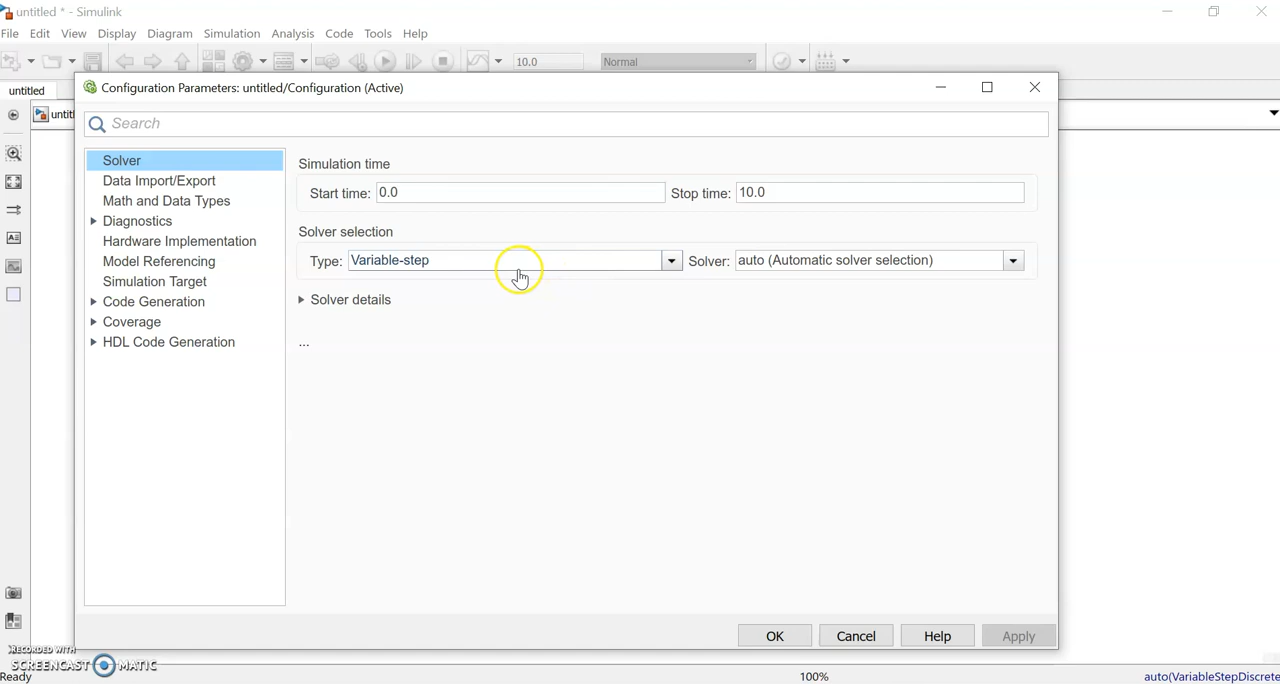 untitled * - Simulink
File Edit View Display Diagram Simulation Analysis Code Tools Help
10.0 Normal
untitled
Configuration Parameters: untitled/Configuration (Active)
Search
Solver
Data Import/Export
Math and Data Types
Diagnostics
Hardware Implementation
Model Referencing
Simulation Target
Code Generation
Coverage
HDL Code Generation
Simulation time
Start time: 0.0 Stop time: 10.0
Solver selection
Type: Variable-step Solver: auto (Automatic solver selection)
Solver details
...
OK Cancel Help Apply
RECORDED WITH
SCREENCAST MATIC
Ready 100% auto(VariableStepDiscrete